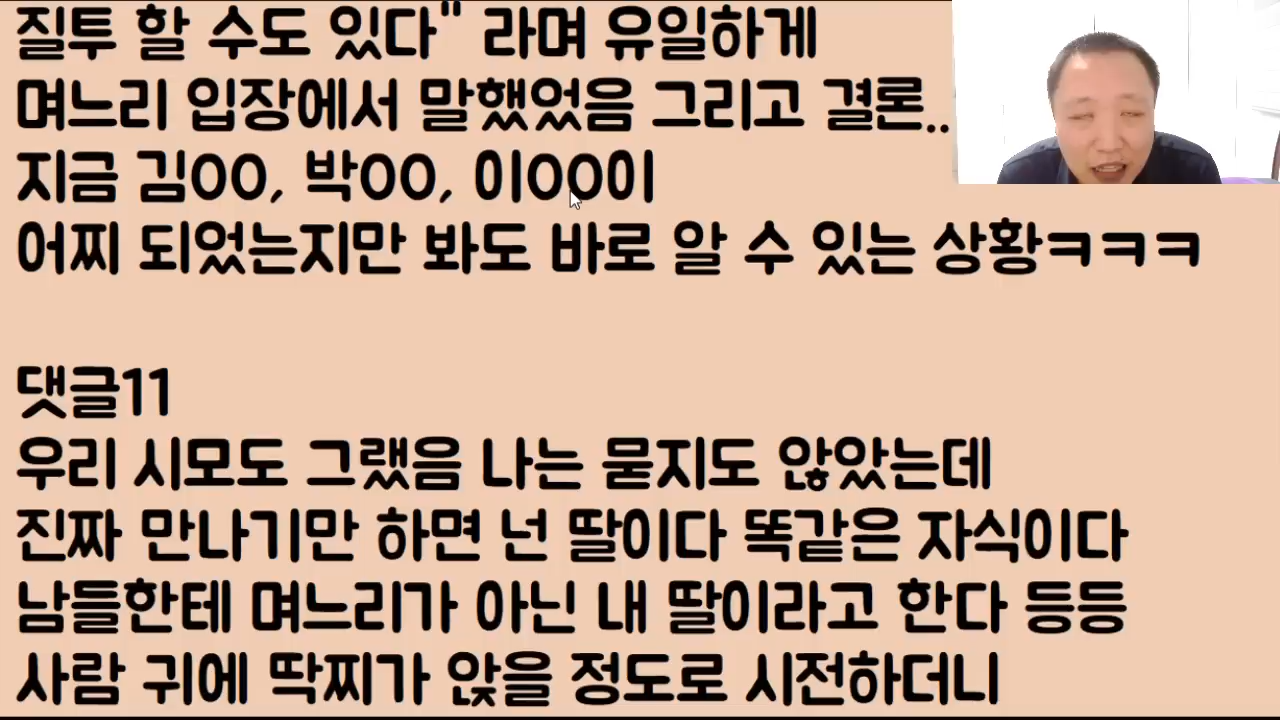 질투 할 수도 있다" 라며 유일하게
며느리 입장에서 말했었음 그리고 결론..
지금 김OO, 박OO, 이OO이
어찌 되었는지만 봐도 바로 알 수 있는 상황ㅋㅋㅋ
댓글11
우리 시모도 그랬음 나는 묻지도 않았는데
진짜 만나기만 하면 넌 딸이다 똑같은 자식이다
남들한테 며느리가 아닌 내 딸이라고 한다 등등
사람 귀에 딱찌가 앉을 정도로 시전하더니